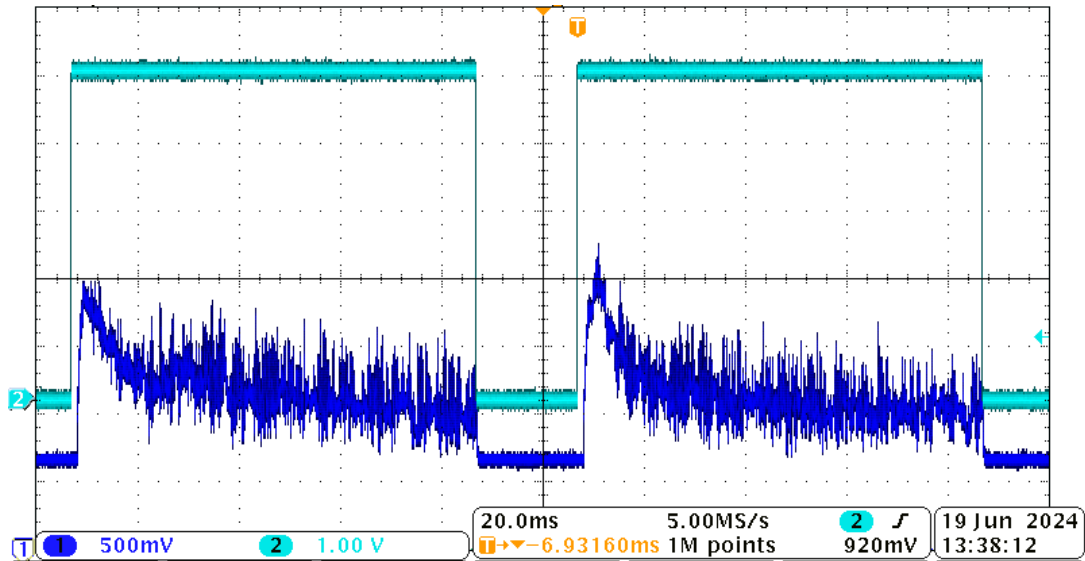 T
2
1
1 500mV 2 1.00 V
20.0ms 5.00MS/s 2
T→▼−6.93160ms 1M points 920mV
19 Jun 2024
13:38:12